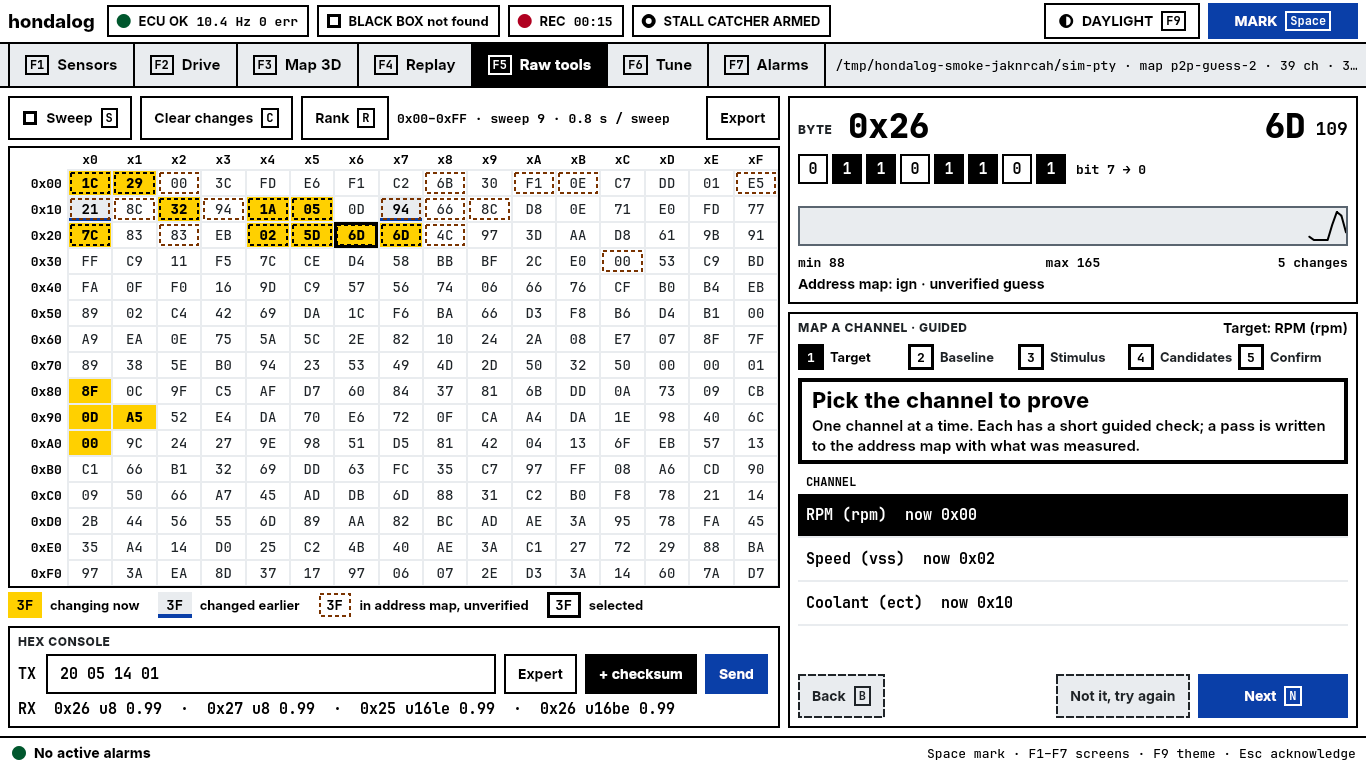 hondalog ECU OK 10.4 Hz 0 err BLACK BOX not found REC 00:15 STALL CATCHER ARMED DAYLIGHT F9 MARK Space
F1 Sensors F2 Drive F3 Map 3D F4 Replay F5 Raw tools F6 Tune F7 Alarms /tmp/hondalog-smoke-jaknrcah/sim-pty · map p2p-guess-2 · 39 ch · 3…
Sweep S Clear changes C Rank R 0x00–0xFF · sweep 9 · 0.8 s / sweep Export
x0 x1 x2 x3 x4 x5 x6 x7 x8 x9 xA xB xC xD xE xF
0x00 1C 29 00 3C FD E6 F1 C2 6B 30 F1 0E C7 DD 01 E5
0x10 21 8C 32 94 1A 05 0D 94 66 8C D8 0E 71 E0 FD 77
0x20 7C 83 83 EB 02 5D 6D 6D 4C 97 3D AA D8 61 9B 91
0x30 FF C9 11 F5 7C CE D4 58 BB BF 2C E0 00 53 C9 BD
0x40 FA 0F F0 16 9D C9 57 56 74 06 66 76 CF B0 B4 EB
0x50 89 02 C4 42 69 DA 1C F6 BA 66 D3 F8 B6 D4 B1 00
0x60 A9 EA 0E 75 5A 5C 2E 82 10 24 2A 08 E7 07 8F 7F
0x70 89 38 5E B0 94 23 53 49 4D 2D 50 32 50 00 00 01
0x80 8F 0C 9F C5 AF D7 60 84 37 81 6B DD 0A 73 09 CB
0x90 0D A5 52 E4 DA 70 E6 72 0F CA A4 DA 1E 98 40 6C
0xA0 00 9C 24 27 9E 98 51 D5 81 42 04 13 6F EB 57 13
0xB0 C1 66 B1 32 69 DD 63 FC 35 C7 97 FF 08 A6 CD 90
0xC0 09 50 66 A7 45 AD DB 6D 88 31 C2 B0 F8 78 21 14
0xD0 2B 44 56 55 6D 89 AA 82 BC AD AE 3A 95 78 FA 45
0xE0 35 A4 14 D0 25 C2 4B 40 AE 3A C1 27 72 29 88 BA
0xF0 97 3A EA 8D 37 17 97 06 07 2E D3 3A 14 60 7A D7
3F changing now 3F changed earlier 3F in address map, unverified 3F selected
HEX CONSOLE
TX 20 05 14 01 Expert + checksum Send
RX 0x26 u8 0.99 · 0x27 u8 0.99 · 0x25 u16le 0.99 · 0x26 u16be 0.99
BYTE 0x26 6D 109
0 1 1 0 1 1 0 1 bit 7 → 0
min 88 max 165 5 changes
Address map: ign · unverified guess
MAP A CHANNEL · GUIDED Target: RPM (rpm)
1 Target 2 Baseline 3 Stimulus 4 Candidates 5 Confirm
Pick the channel to prove
One channel at a time. Each has a short guided check; a pass is written
to the address map with what was measured.
CHANNEL
RPM (rpm) now 0x00
Speed (vss) now 0x02
Coolant (ect) now 0x10
Back B Not it, try again Next N
No active alarms Space mark · F1–F7 screens · F9 theme · Esc acknowledge